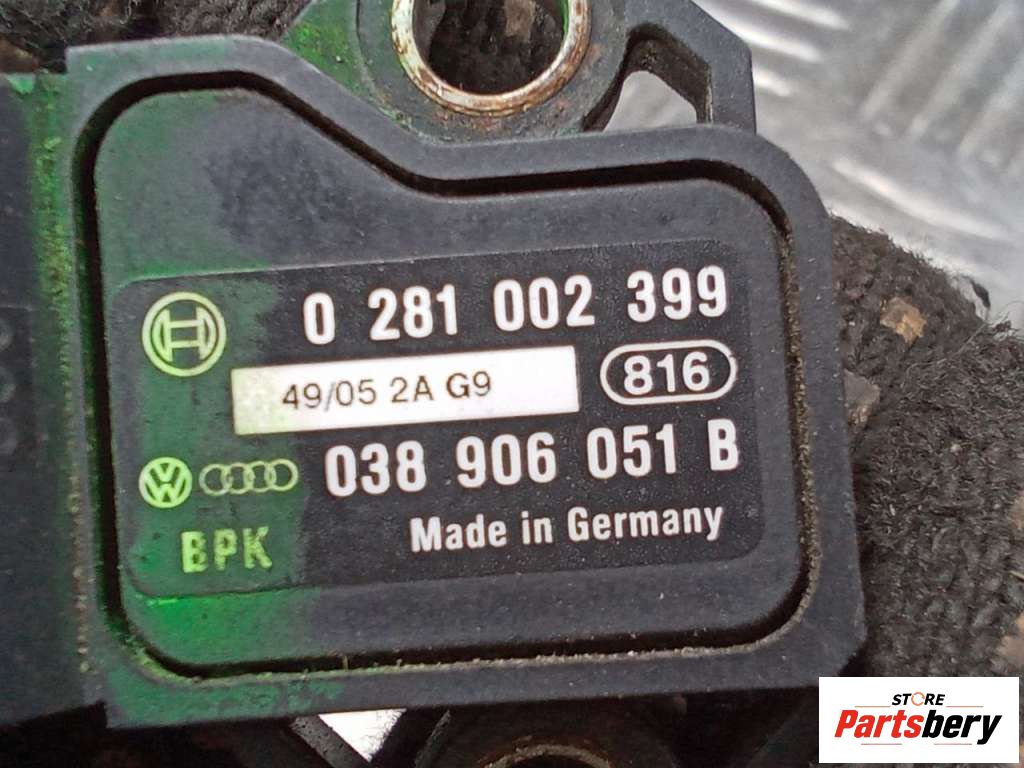 0 281 002 399
49/05 2A G9
816
038 906 051 B
BPK
Made in Germany
STORE
Partsbery